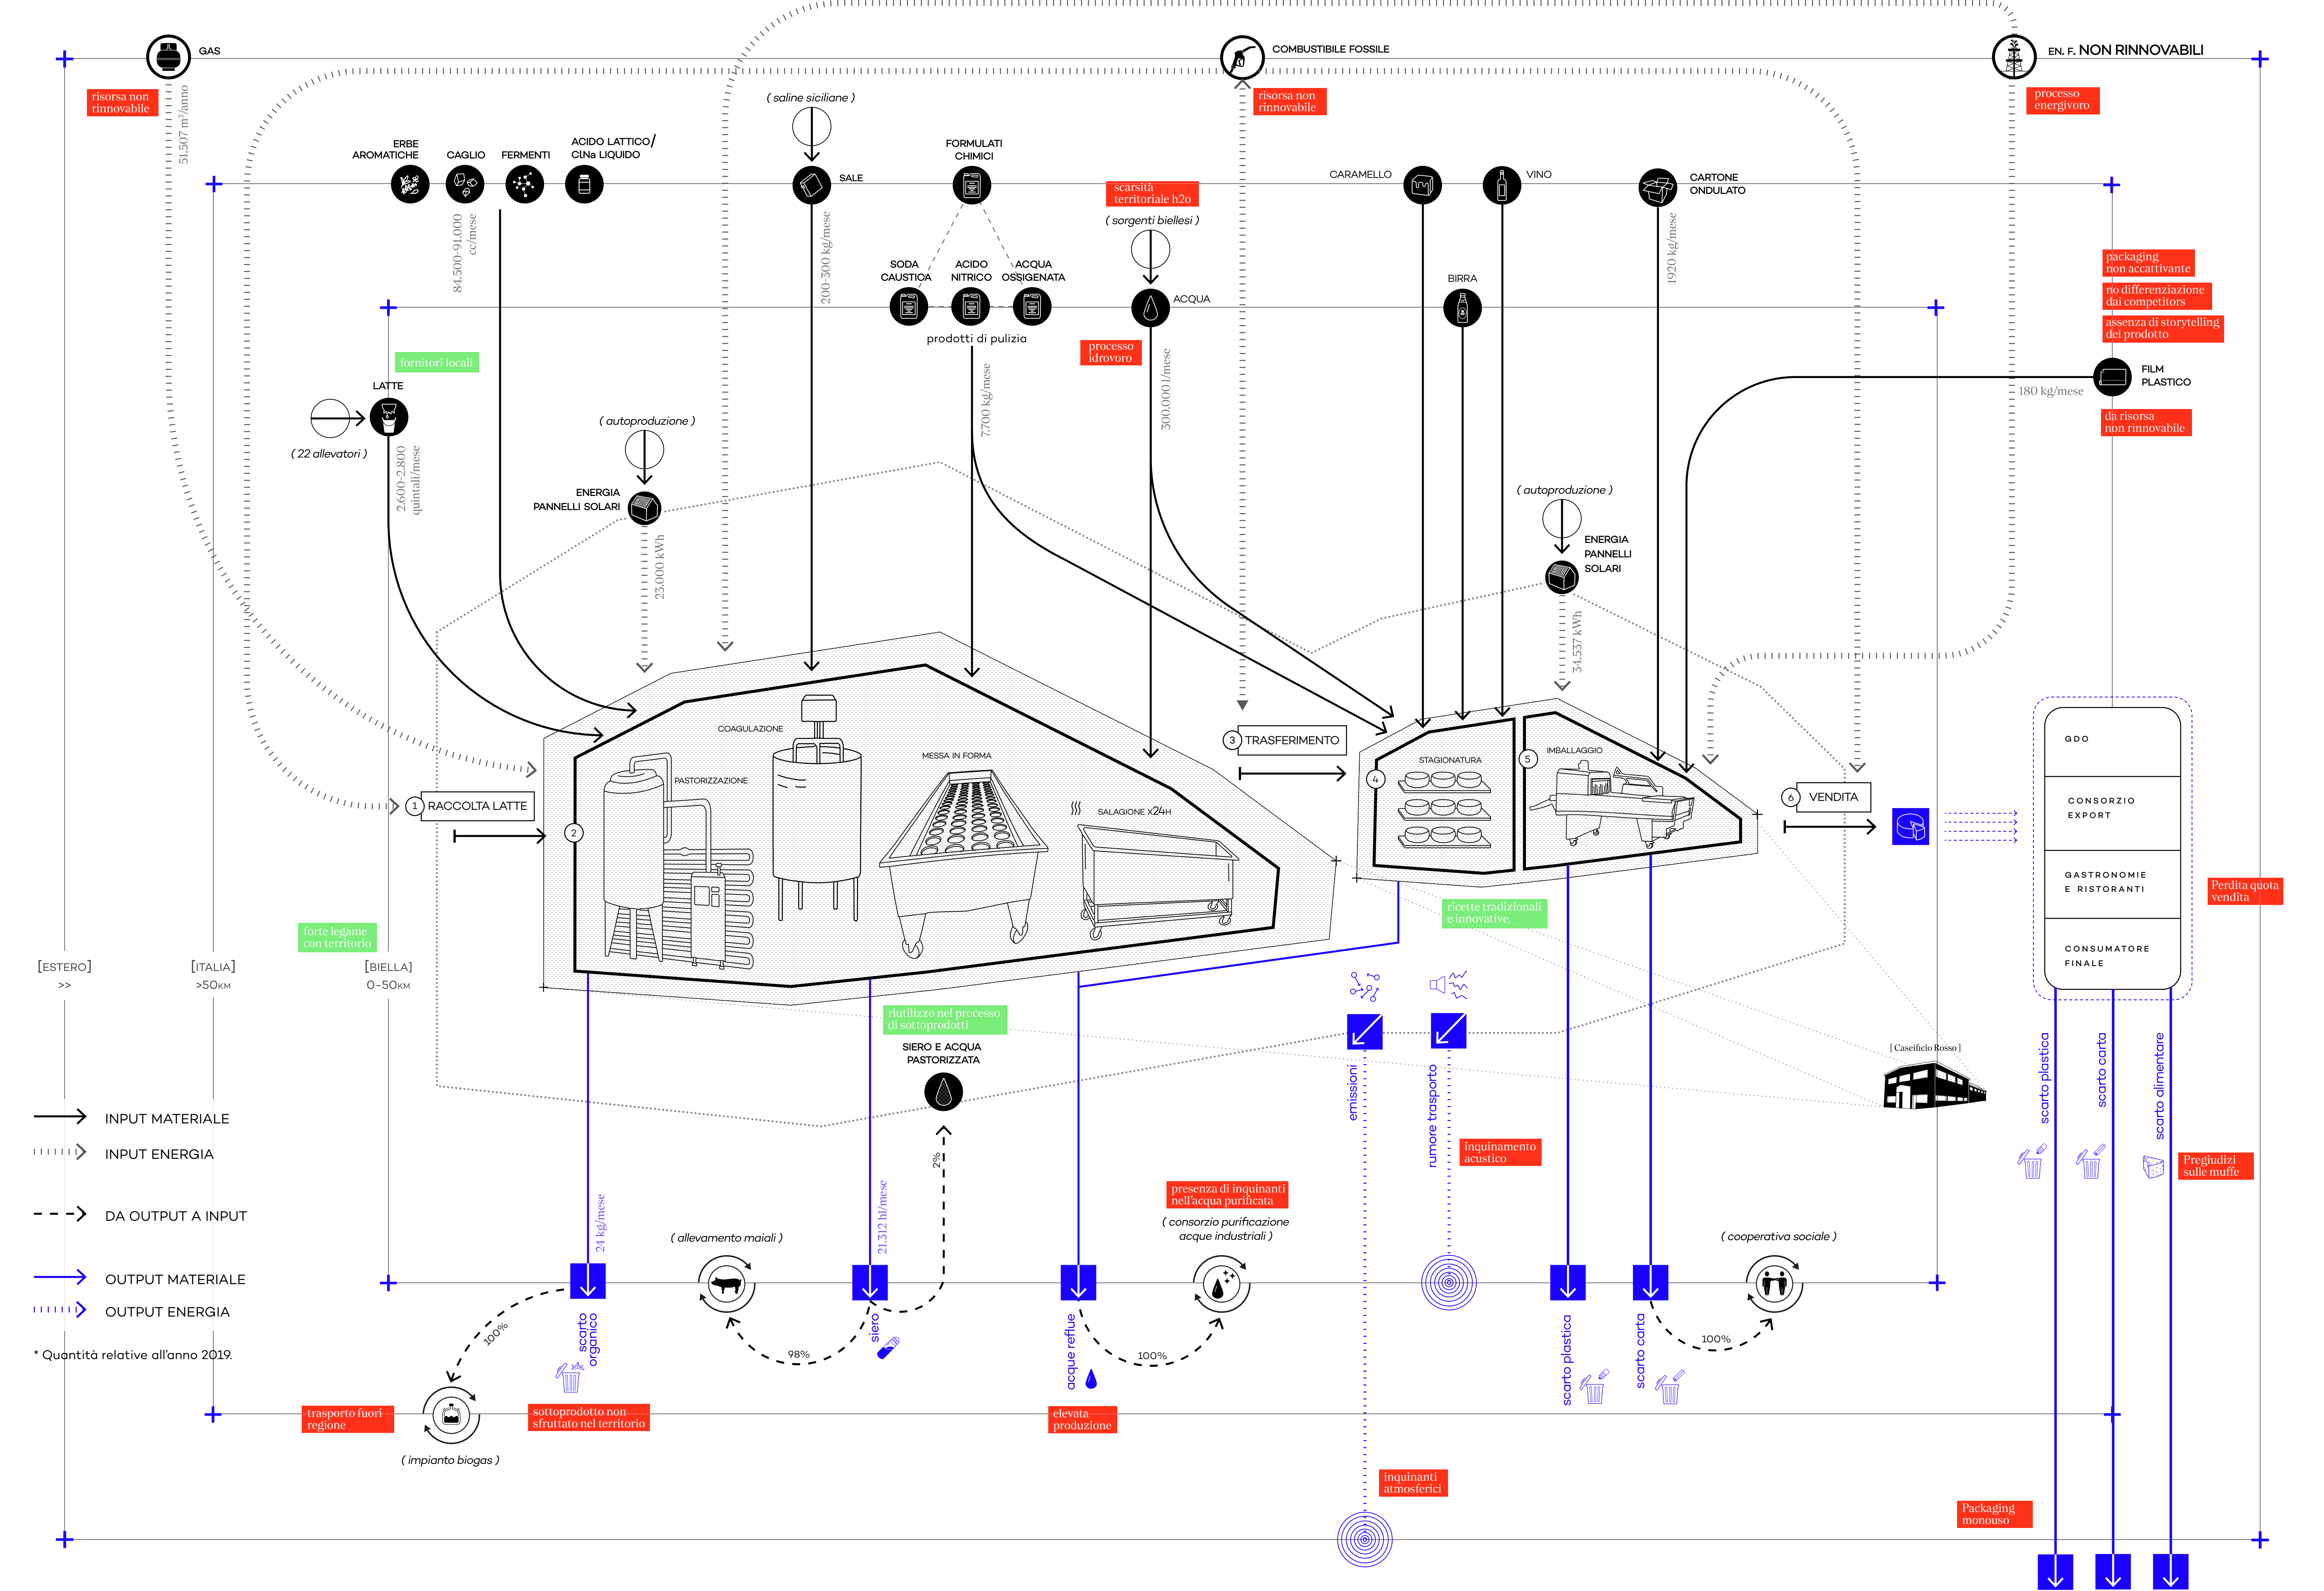 GAS
COMBUSTIBILE FOSSILE
EN. F. NON RINNOVABILI
risorsa non
rinnovabile
51.507 m³/anno
risorsa non
rinnovabile
processo
energivoro
( saline siciliane )
ERBE
AROMATICHE
CAGLIO
FERMENTI
ACIDO LATTICO/
ClNa LIQUIDO
84.500-91.000
cc/mese
SALE
200-300 kg/mese
FORMULATI
CHIMICI
scarsità
territoriale h2o
( sorgenti biellesi )
CARAMELLO
VINO
CARTONE
ONDULATO
1920 kg/mese
SODA
CAUSTICA
ACIDO
NITRICO
ACQUA
OSSIGENATA
prodotti di pulizia
7.700 kg/mese
ACQUA
processo
idrovoro
300.000 l/mese
BIRRA
packaging
non accattivante
no differenziazione
dai competitors
assenza di storytelling
del prodotto
FILM
PLASTICO
180 kg/mese
da risorsa
non rinnovabile
fornitori locali
LATTE
( 22 allevatori )
2.600-2.800
quintali/mese
( autoproduzione )
ENERGIA
PANNELLI SOLARI
23.000 kWh
( autoproduzione )
ENERGIA
PANNELLI
SOLARI
34.537 kWh
1 RACCOLTA LATTE
2
PASTORIZZAZIONE
COAGULAZIONE
MESSA IN FORMA
SALAGIONE X24H
3 TRASFERIMENTO
4
STAGIONATURA
5
IMBALLAGGIO
6 VENDITA
GDO
CONSORZIO
EXPORT
GASTRONOMIE
E RISTORANTI
CONSUMATORE
FINALE
Perdita quota
vendita
ricette tradizionali
e innovative
forte legame
con territorio
[ESTERO]
>>
[ITALIA]
>50KM
[BIELLA]
0-50KM
riutilizzo nel processo
di sottoprodotti
SIERO E ACQUA
PASTORIZZATA
2%
emissioni
rumore trasporto
inquinamento
acustico
[ Caseificio Rosso ]
scarto plastica
scarto carta
scarto alimentare
Pregiudizi
sulle muffe
INPUT MATERIALE
INPUT ENERGIA
DA OUTPUT A INPUT
OUTPUT MATERIALE
OUTPUT ENERGIA
* Quantità relative all'anno 2019.
24 kg/mese
( allevamento maiali )
21.312 hl/mese
presenza di inquinanti
nell'acqua purificata
( consorzio purificazione
acque industriali )
( cooperativa sociale )
100%
scarto
organico
98%
siero
acque reflue
100%
scarto plastica
scarto carta
100%
trasporto fuori
regione
( impianto biogas )
sottoprodotto non
sfruttato nel territorio
elevata
produzione
inquinanti
atmosferici
Packaging
monouso